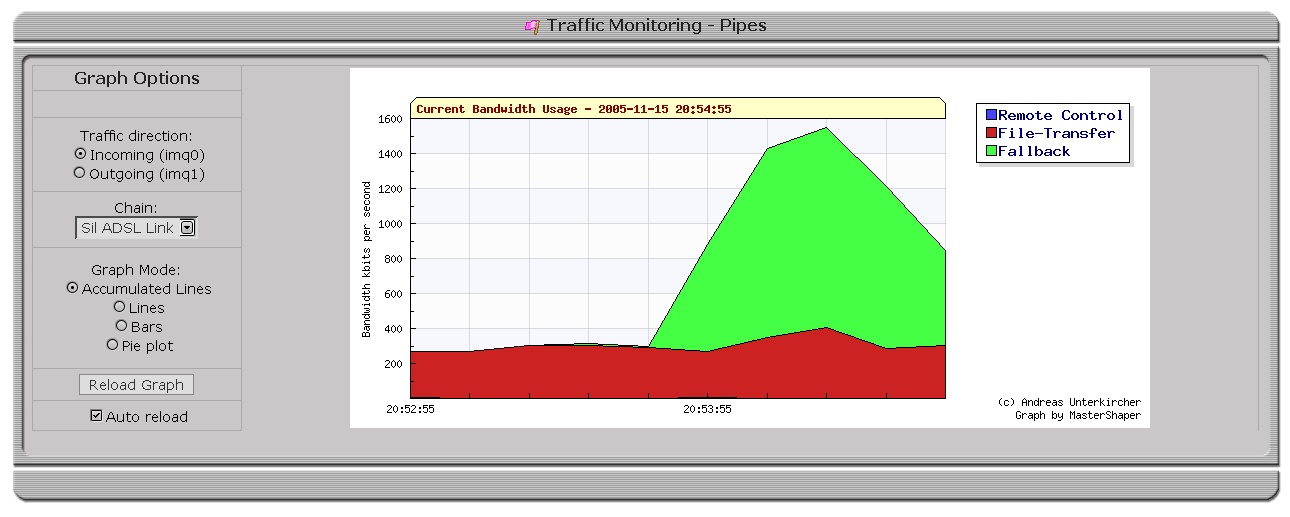 Traffic Monitoring - Pipes
Graph Options
Traffic direction:
Incoming (imq0)
Outgoing (imq1)
Chain:
Sil ADSL Link
Graph Mode:
Accumulated Lines
Lines
Bars
Pie plot
Reload Graph
Auto reload
Current Bandwidth Usage - 2005-11-15 20:54:55
Bandwidth kbits per second
1600
1400
1200
1000
800
600
400
200
20:52:55
20:53:55
Remote Control
File-Transfer
Fallback
(c) Andreas Unterkircher
Graph by MasterShaper